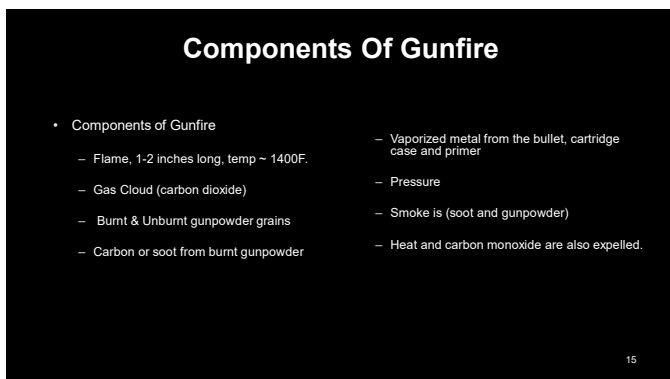 Components Of Gunfire
• Components of Gunfire
– Flame, 1-2 inches long, temp ~ 1400F.
– Gas Cloud (carbon dioxide)
– Burnt & Unburnt gunpowder grains
– Carbon or soot from burnt gunpowder
– Vaporized metal from the bullet, cartridge
case and primer
– Pressure
– Smoke is (soot and gunpowder)
– Heat and carbon monoxide are also expelled.
15